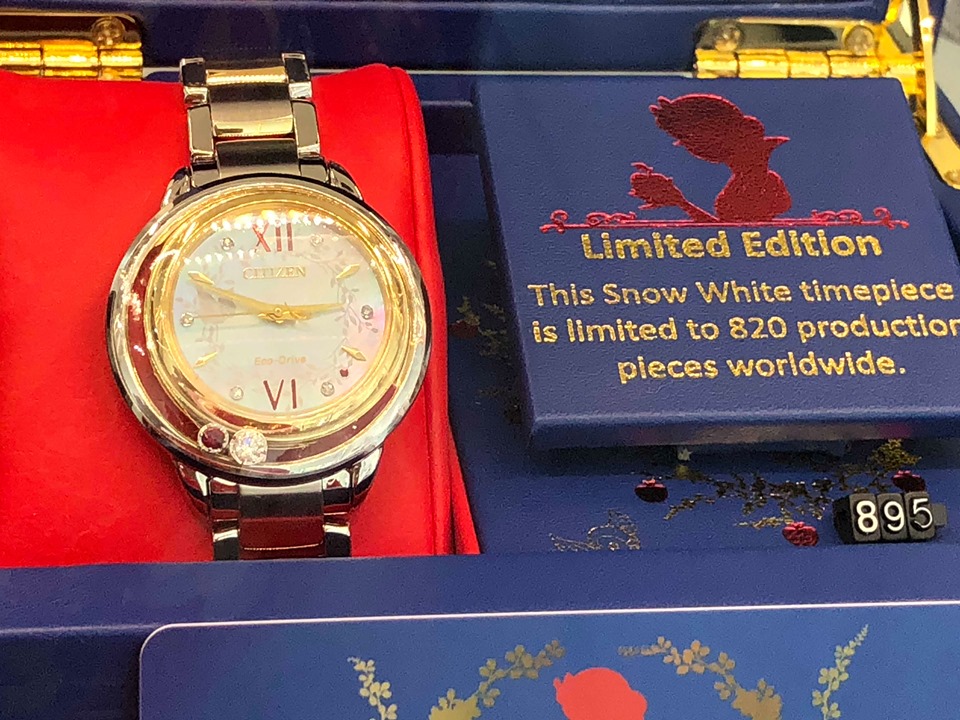 XII
CITIZEN
Eco-Drive
VI
Limited Edition
This Snow White timepiece
is limited to 820 production
pieces worldwide.
895